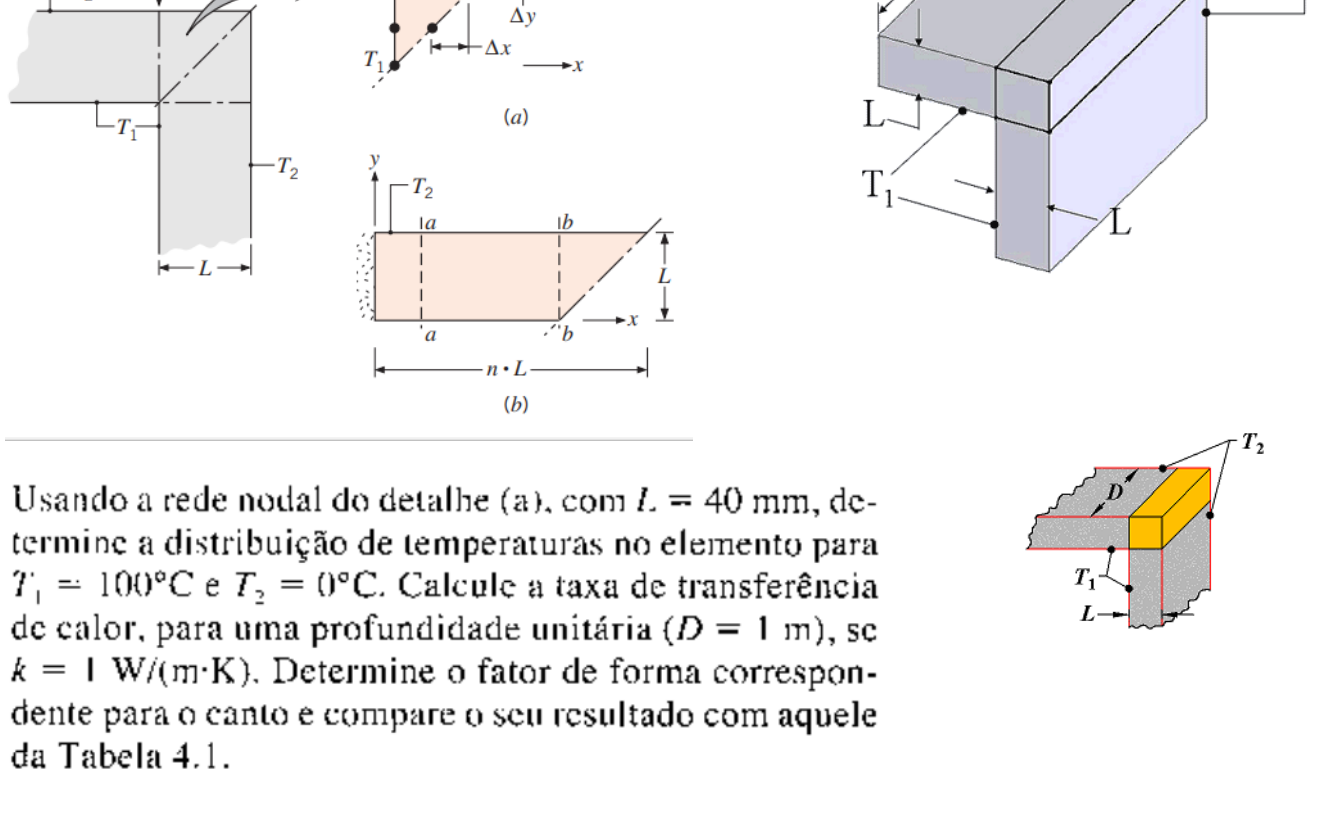 Δy
T₁
Δx
x
(a)
T₁
T₂
L
y
T₂
a
b
L
a
b
x
n • L
(b)
L
T₁
L
T₂
D
T₁
L
Usando a rede nodal do detalhe (a), com L = 40 mm, de-
termine a distribuição de temperaturas no elemento para
T₁ = 100°C e T₂ = 0°C. Calcule a taxa de transferência
de calor, para uma profundidade unitária (D = 1 m), se
k = 1 W/(m·K). Determine o fator de forma correspon-
dente para o canto e compare o seu resultado com aquele
da Tabela 4.1.